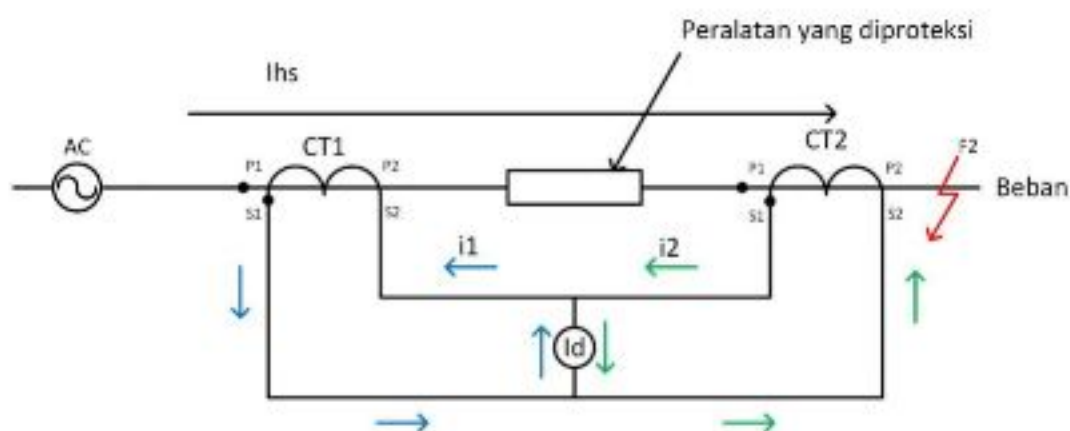 Peralatan yang diproteksi
Ihs
AC
CT1
CT2
P1
P2
P1
P2
F2
S1
S2
S1
S2
Beban
i1
i2
Id